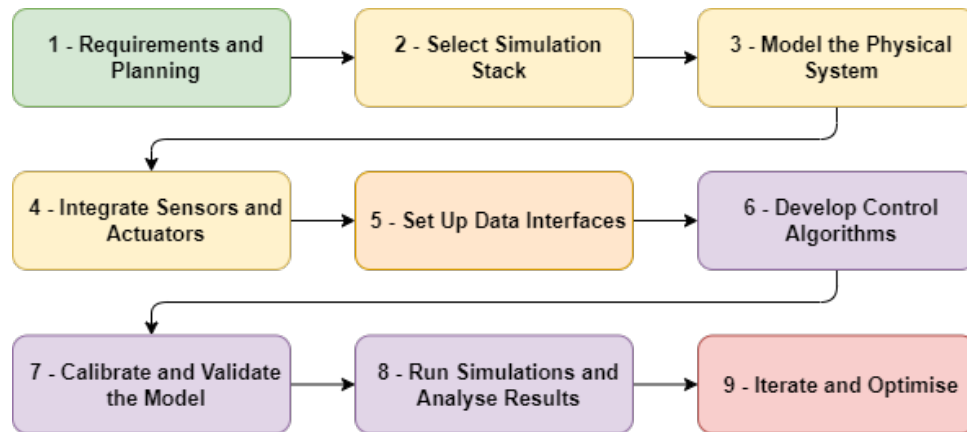 1 - Requirements and
Planning
2 - Select Simulation
Stack
3 - Model the Physical
System
4 - Integrate Sensors and
Actuators
5 - Set Up Data Interfaces
6 - Develop Control
Algorithms
7 - Calibrate and Validate
the Model
8 - Run Simulations and
Analyse Results
9 - Iterate and Optimise